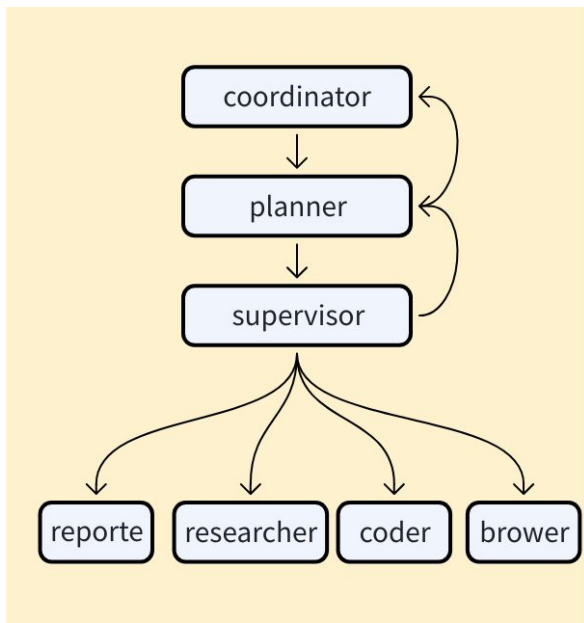 coordinator
planner
supervisor
reporte
researcher
coder
brower